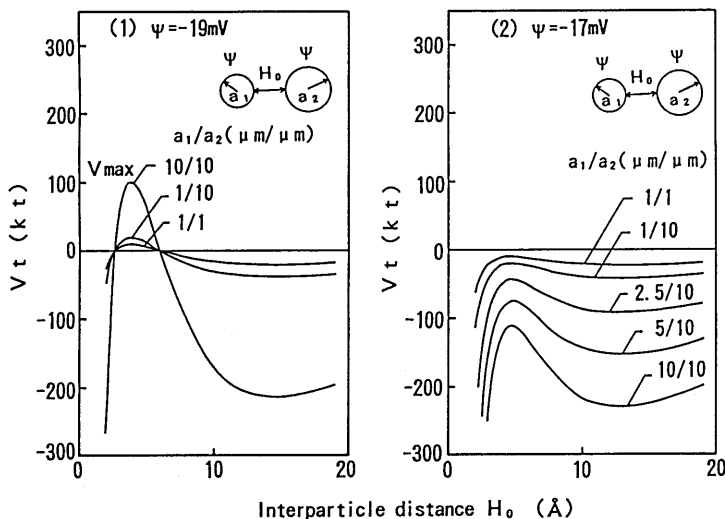 (1) Ψ=-19mV
Ψ Ψ
H₀
a₁ a₂
a₁/a₂(μm/μm)
Vmax
10/10
1/10
1/1
Vt (kt)
300
200
100
0
-100
-200
-300
0 10 20
(2) Ψ=-17mV
Ψ Ψ
H₀
a₁ a₂
a₁/a₂(μm/μm)
1/1
1/10
2.5/10
5/10
10/10
Vt (kt)
300
200
100
0
-100
-200
-300
0 10 20
Interparticle distance H₀ (Å)